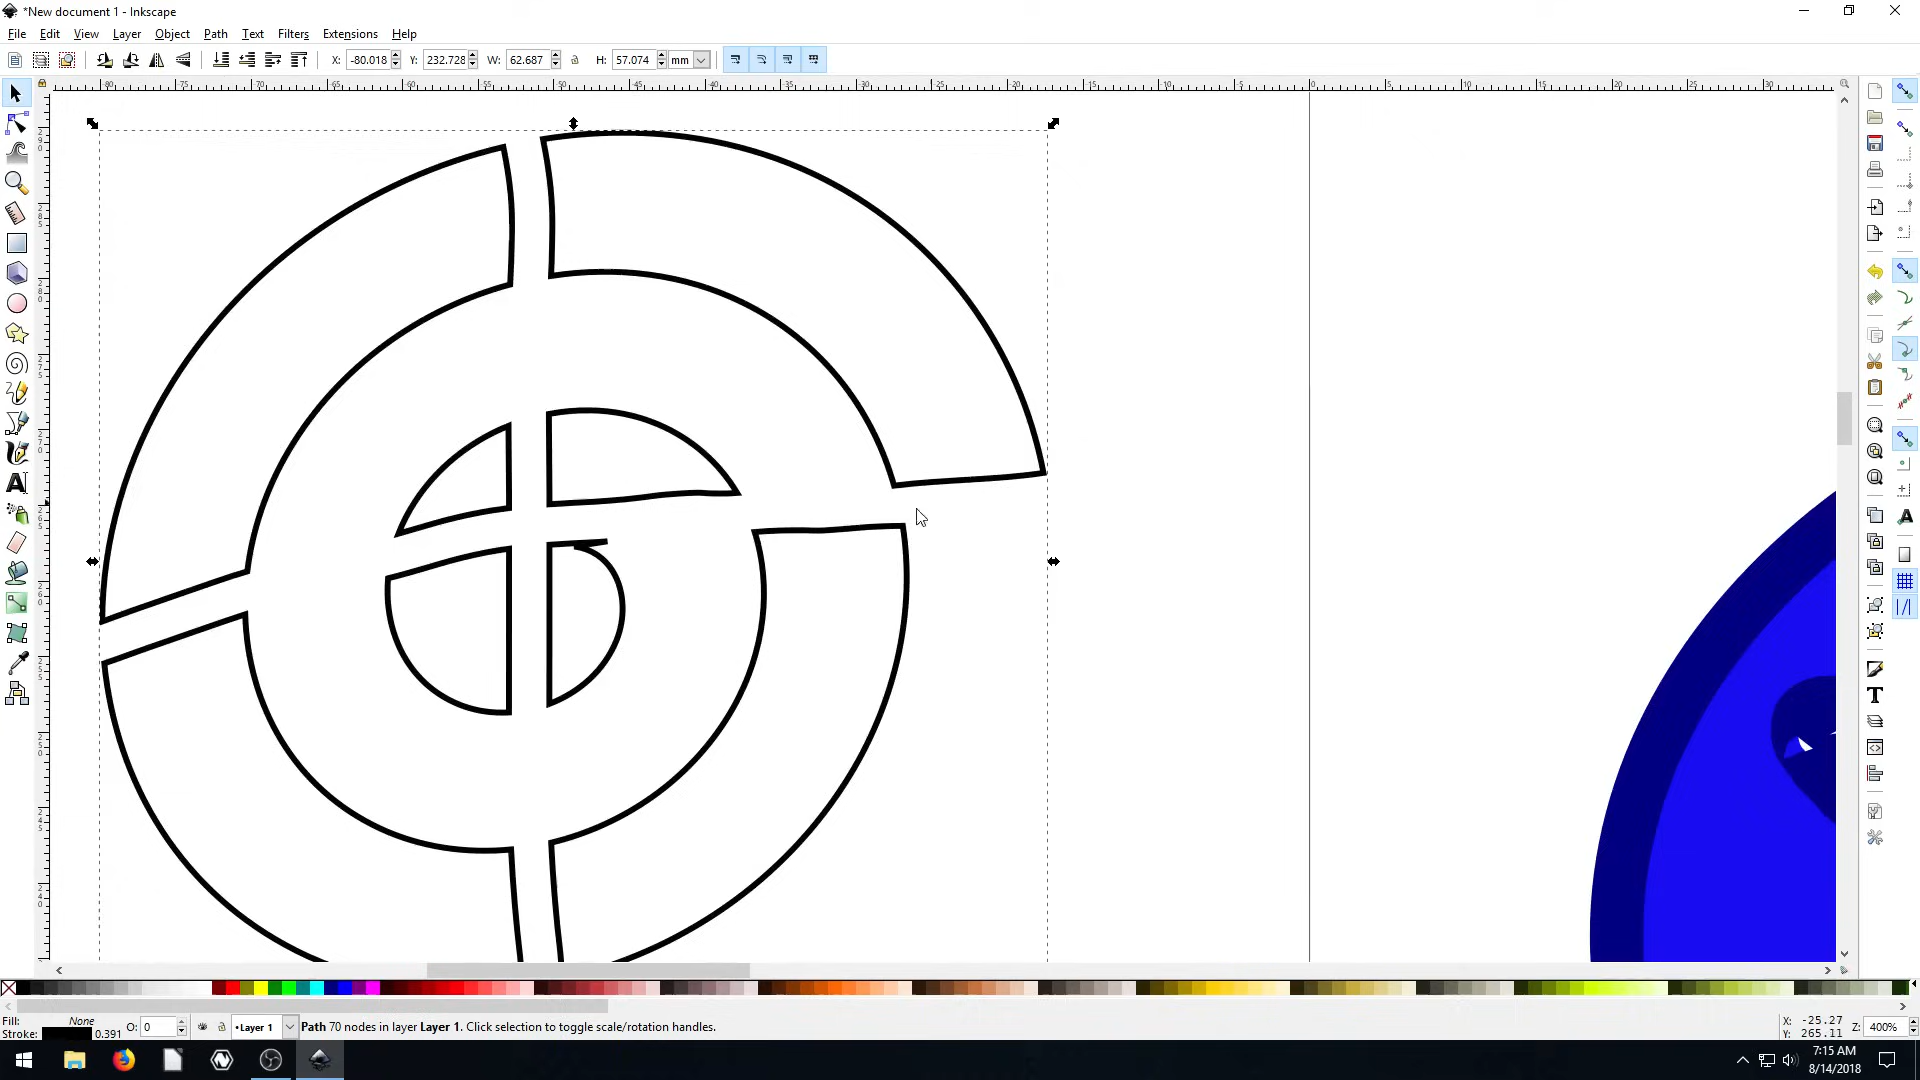 *New document 1 - Inkscape
File Edit View Layer Object Path Text Filters Extensions Help
X: -80.018 Y: 232.728 W: 62.687 H: 57.074 mm
Fill: None O: 0 Layer 1 Path 70 nodes in layer Layer 1. Click selection to toggle scale/rotation handles. X: -25.27 Z: 400%
Stroke: 0.391 Y: 265.11
7:15 AM
8/14/2018